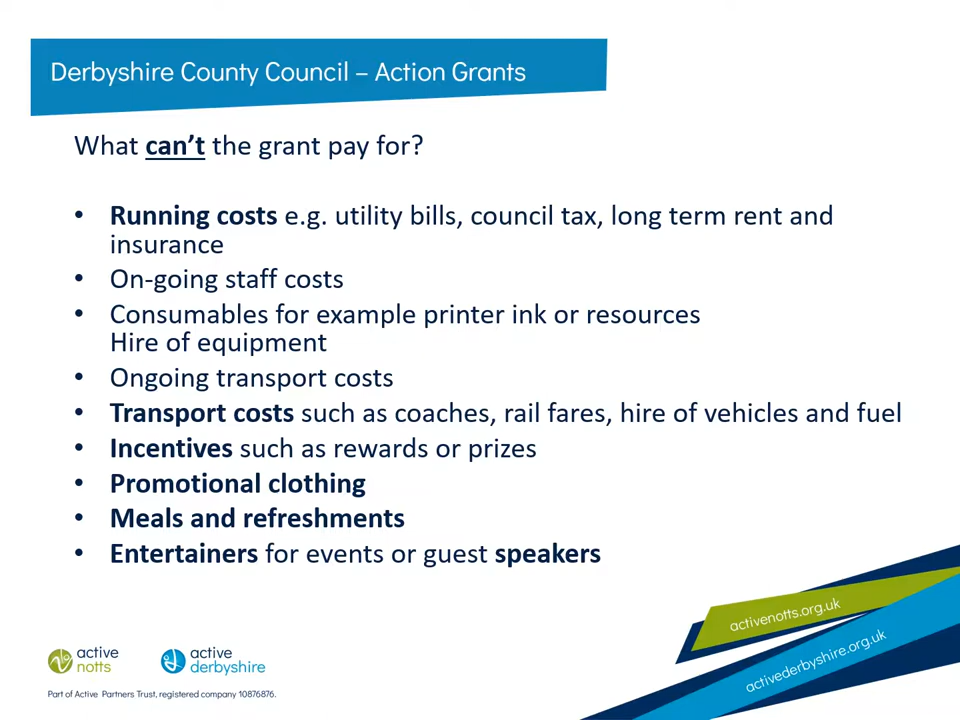 Derbyshire County Council – Action Grants
What can't the grant pay for?
• Running costs e.g. utility bills, council tax, long term rent and
insurance
• On-going staff costs
• Consumables for example printer ink or resources
Hire of equipment
• Ongoing transport costs
• Transport costs such as coaches, rail fares, hire of vehicles and fuel
• Incentives such as rewards or prizes
• Promotional clothing
• Meals and refreshments
• Entertainers for events or guest speakers
activenotts.org.uk
activederbyshire.org.uk
active
notts
active
derbyshire
Part of Active Partners Trust, registered company 10876876.